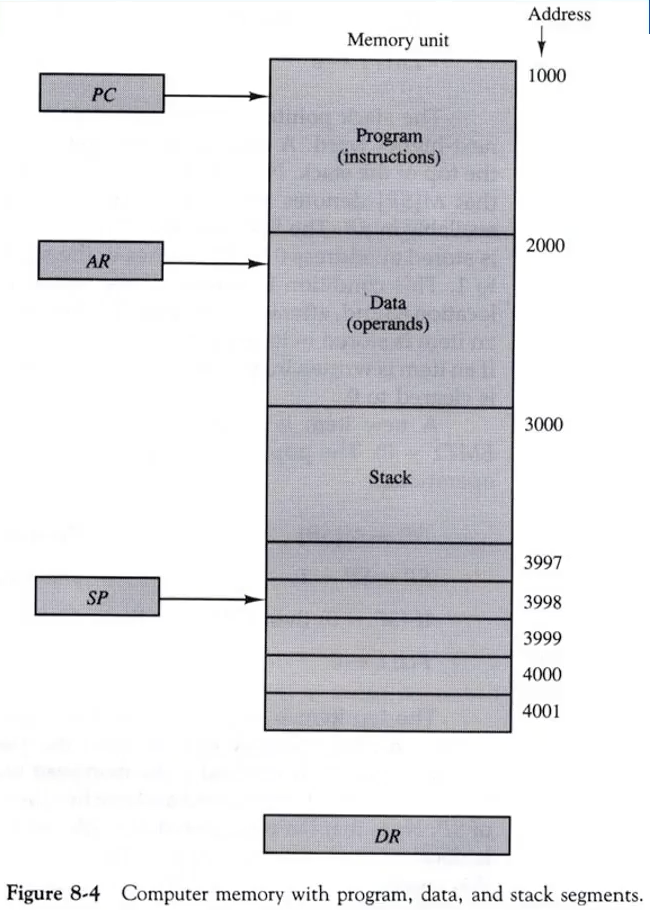 Address
Memory unit
1000
PC
Program
(instructions)
2000
AR
Data
(operands)
3000
Stack
3997
SP
3998
3999
4000
4001
DR
Figure 8-4 Computer memory with program, data, and stack segments.